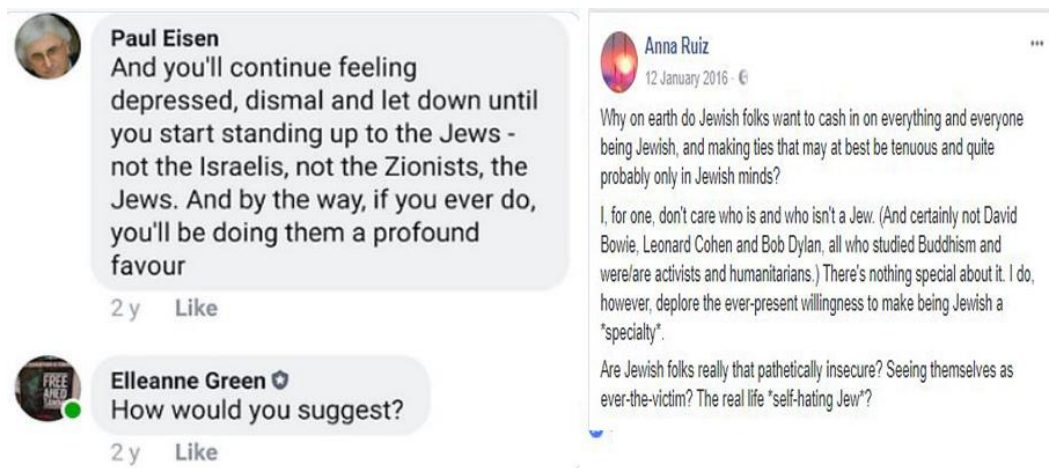 Paul Eisen
And you'll continue feeling
depressed, dismal and let down until
you start standing up to the Jews -
not the Israelis, not the Zionists, the
Jews. And by the way, if you ever do,
you'll be doing them a profound
favour
2 y Like
Elleanne Green
How would you suggest?
2 y Like
Anna Ruiz
12 January 2016
Why on earth do Jewish folks want to cash in on everything and everyone
being Jewish, and making ties that may at best be tenuous and quite
probably only in Jewish minds?
I, for one, don't care who is and who isn't a Jew. (And certainly not David
Bowie, Leonard Cohen and Bob Dylan, all who studied Buddhism and
were/are activists and humanitarians.) There's nothing special about it. I do,
however, deplore the ever-present willingness to make being Jewish a
*specialty*.
Are Jewish folks really that pathetically insecure? Seeing themselves as
ever-the-victim? The real life *self-hating Jew*?